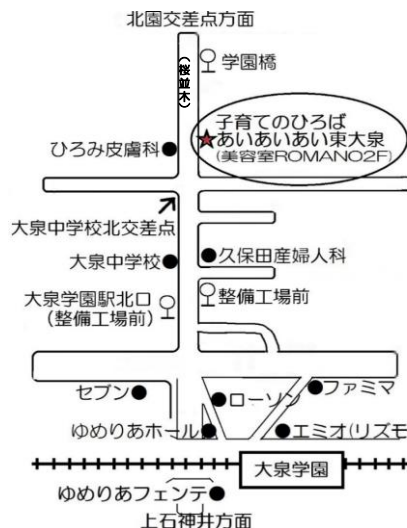 北園交差点方面
学園橋
(桜並木)
子育てのひろば
あいあいあい東大泉
(美容室ROMANO2F)
ひろみ皮膚科
大泉中学校北交差点
大泉中学校
久保田産婦人科
大泉学園駅北口
(整備工場前)
整備工場前
セブン
ローソン
ファミマ
ゆめりあホール
エミオ(リズモ
大泉学園
ゆめりあフェンテ
上石神井方面